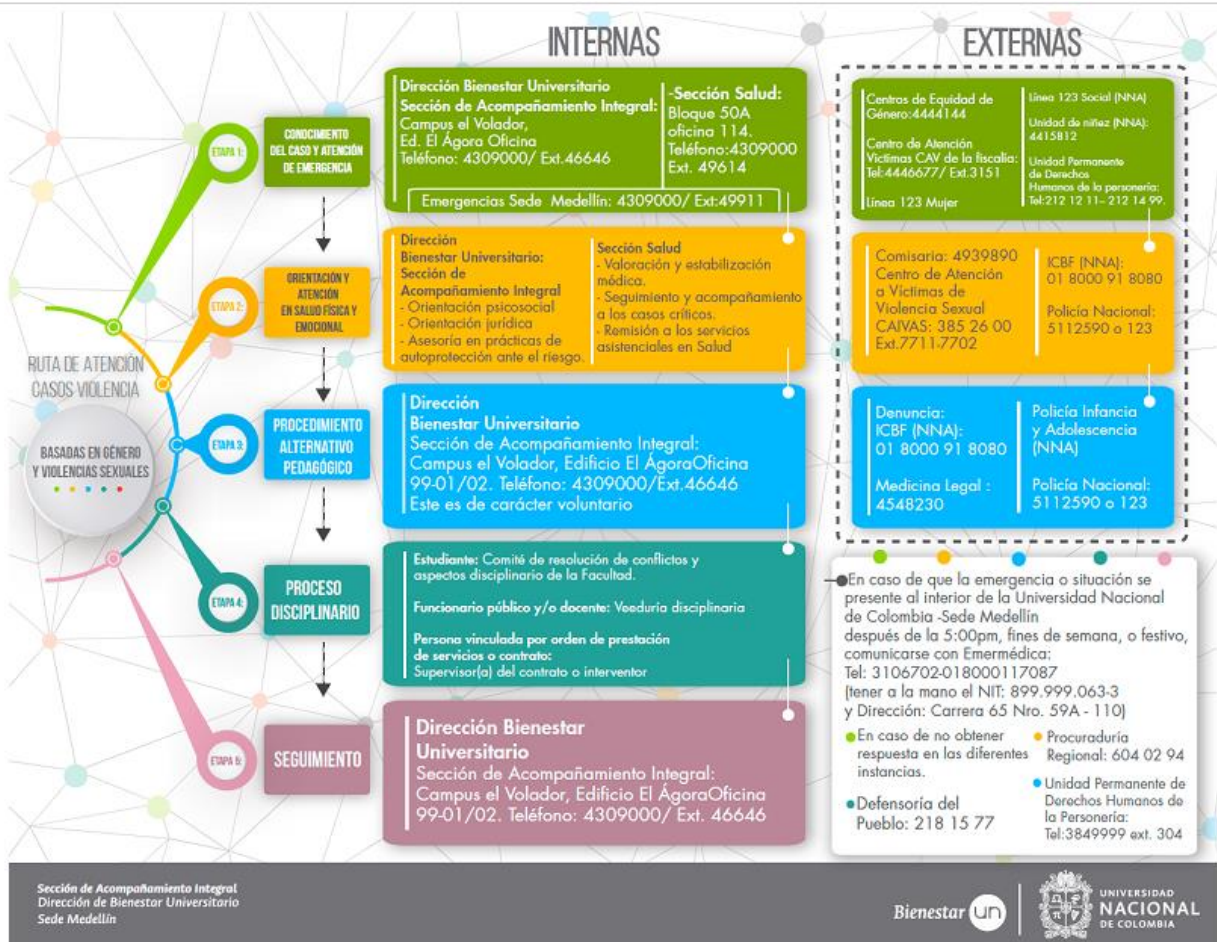 INTERNAS
EXTERNAS
RUTA DE ATENCIÓN
CASOS VIOLENCIA
BASADAS EN GÉNERO
Y VIOLENCIAS SEXUALES
ETAPA 1:
CONOCIMIENTO
DEL CASO Y ATENCIÓN
DE EMERGENCIA
Dirección Bienestar Universitario
Sección de Acompañamiento Integral:
Campus el Volador,
Ed. El Ágora Oficina
Teléfono: 4309000/ Ext.46646
-Sección Salud:
Bloque 50A
oficina 114.
Teléfono:4309000
Ext. 49614
Emergencias Sede Medellín: 4309000/ Ext:49911
Centros de Equidad de
Género:4444144
Centro de Atención
Víctimas CAV de la fiscalía:
Tel:4446677/ Ext.3151
Línea 123 Mujer
Línea 123 Social (NNA)
Unidad de niñez (NNA):
4415812
Unidad Permanente
de Derechos
Humanos de la personería:
Tel:212 12 11– 212 14 99.
ETAPA 2:
ORIENTACIÓN Y
ATENCIÓN
EN SALUD FÍSICA Y
EMOCIONAL
Dirección
Bienestar Universitario:
Sección de
Acompañamiento Integral
- Orientación psicosocial
- Orientación jurídica
- Asesoría en prácticas de
autoprotección ante el riesgo.
Sección Salud
- Valoración y estabilización
médica.
- Seguimiento y acompañamiento
a los casos críticos.
- Remisión a los servicios
asistenciales en Salud
Comisaria: 4939890
Centro de Atención
a Víctimas de
Violencia Sexual
CAIVAS: 385 26 00
Ext.7711-7702
ICBF (NNA):
01 8000 91 8080
Policía Nacional:
5112590 o 123
ETAPA 3:
PROCEDIMIENTO
ALTERNATIVO
PEDAGÓGICO
Dirección
Bienestar Universitario
Sección de Acompañamiento Integral:
Campus el Volador, Edificio El ÁgoraOficina
99-01/02. Teléfono: 4309000/Ext.46646
Este es de carácter voluntario
Denuncia:
ICBF (NNA):
01 8000 91 8080
Medicina Legal :
4548230
Policía Infancia
y Adolescencia
(NNA)
Policía Nacional:
5112590 o 123
ETAPA 4:
PROCESO
DISCIPLINARIO
Estudiante: Comité de resolución de conflictos y
aspectos disciplinario de la Facultad.
Funcionario público y/o docente: Veeduría disciplinaria
Persona vinculada por orden de prestación
de servicios o contrato:
Supervisor(a) del contrato o interventor
ETAPA 5:
SEGUIMIENTO
Dirección Bienestar
Universitario
Sección de Acompañamiento Integral:
Campus el Volador, Edificio El ÁgoraOficina
99-01/02. Teléfono: 4309000/ Ext. 46646
En caso de que la emergencia o situación se
presente al interior de la Universidad Nacional
de Colombia -Sede Medellín
después de la 5:00pm, fines de semana, o festivo,
comunicarse con Emermédica:
Tel: 3106702-018000117087
(tener a la mano el NIT: 899.999.063-3
y Dirección: Carrera 65 Nro. 59A - 110)
En caso de no obtener
respuesta en las diferentes
instancias.
Defensoría del
Pueblo: 218 15 77
Procuraduría
Regional: 604 02 94
Unidad Permanente de
Derechos Humanos de
la Personería:
Tel:3849999 ext. 304
Sección de Acompañamiento Integral
Dirección de Bienestar Universitario
Sede Medellín
Bienestar un
UNIVERSIDAD
NACIONAL
DE COLOMBIA